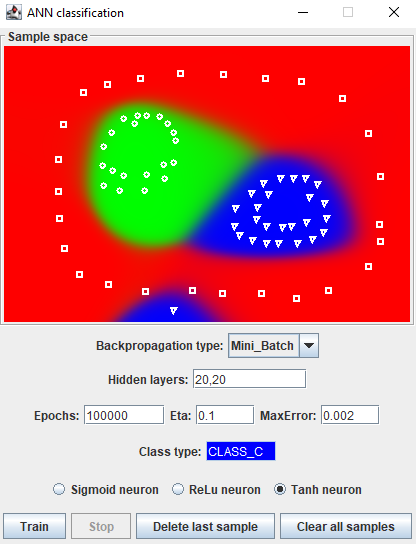 ANN classification
Sample space
Backpropagation type: Mini_Batch
Hidden layers: 20,20
Epochs: 100000 Eta: 0.1 MaxError: 0.002
Class type: CLASS_C
Sigmoid neuron ReLu neuron Tanh neuron
Train Stop Delete last sample Clear all samples